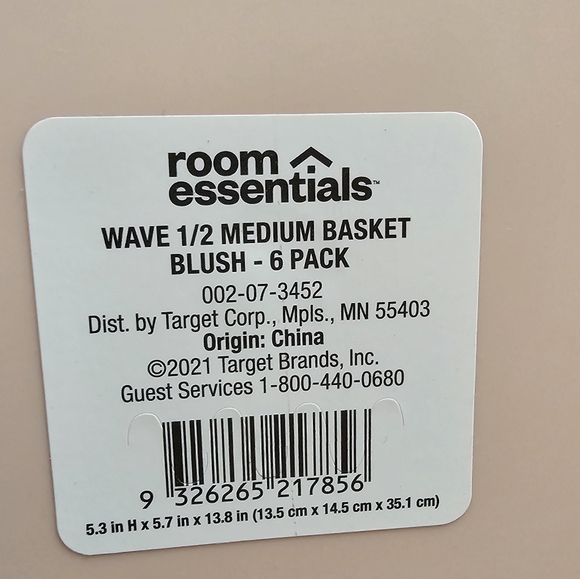 room
essentials™
WAVE 1/2 MEDIUM BASKET
BLUSH - 6 PACK
002-07-3452
Dist. by Target Corp., Mpls., MN 55403
Origin: China
©2021 Target Brands, Inc.
Guest Services 1-800-440-0680
9 326265 217856
5.3 in H x 5.7 in x 13.8 in (13.5 cm x 14.5 cm x 35.1 cm)